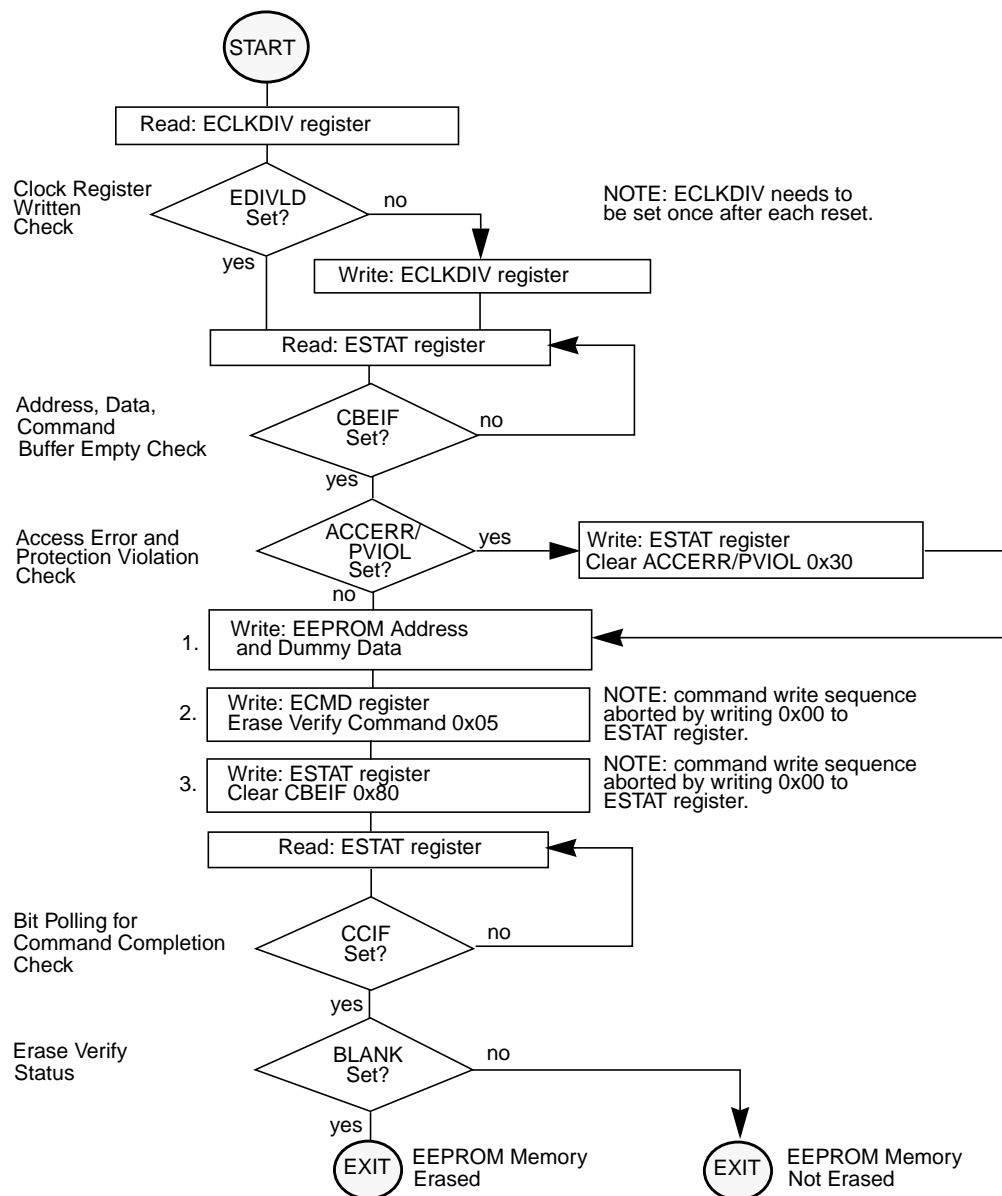 START
Read: ECLKDIV register
Clock Register
Written
Check
EDIVLD
Set?
no
yes
NOTE: ECLKDIV needs to
be set once after each reset.
Write: ECLKDIV register
Read: ESTAT register
Address, Data,
Command
Buffer Empty Check
CBEIF
Set?
no
yes
Access Error and
Protection Violation
Check
ACCERR/
PVIOL
Set?
yes
no
Write: ESTAT register
Clear ACCERR/PVIOL 0x30
1.
Write: EEPROM Address
and Dummy Data
2.
Write: ECMD register
Erase Verify Command 0x05
NOTE: command write sequence
aborted by writing 0x00 to
ESTAT register.
3.
Write: ESTAT register
Clear CBEIF 0x80
NOTE: command write sequence
aborted by writing 0x00 to
ESTAT register.
Read: ESTAT register
Bit Polling for
Command Completion
Check
CCIF
Set?
no
yes
Erase Verify
Status
BLANK
Set?
no
yes
EXIT
EEPROM Memory
Erased
EXIT
EEPROM Memory
Not Erased